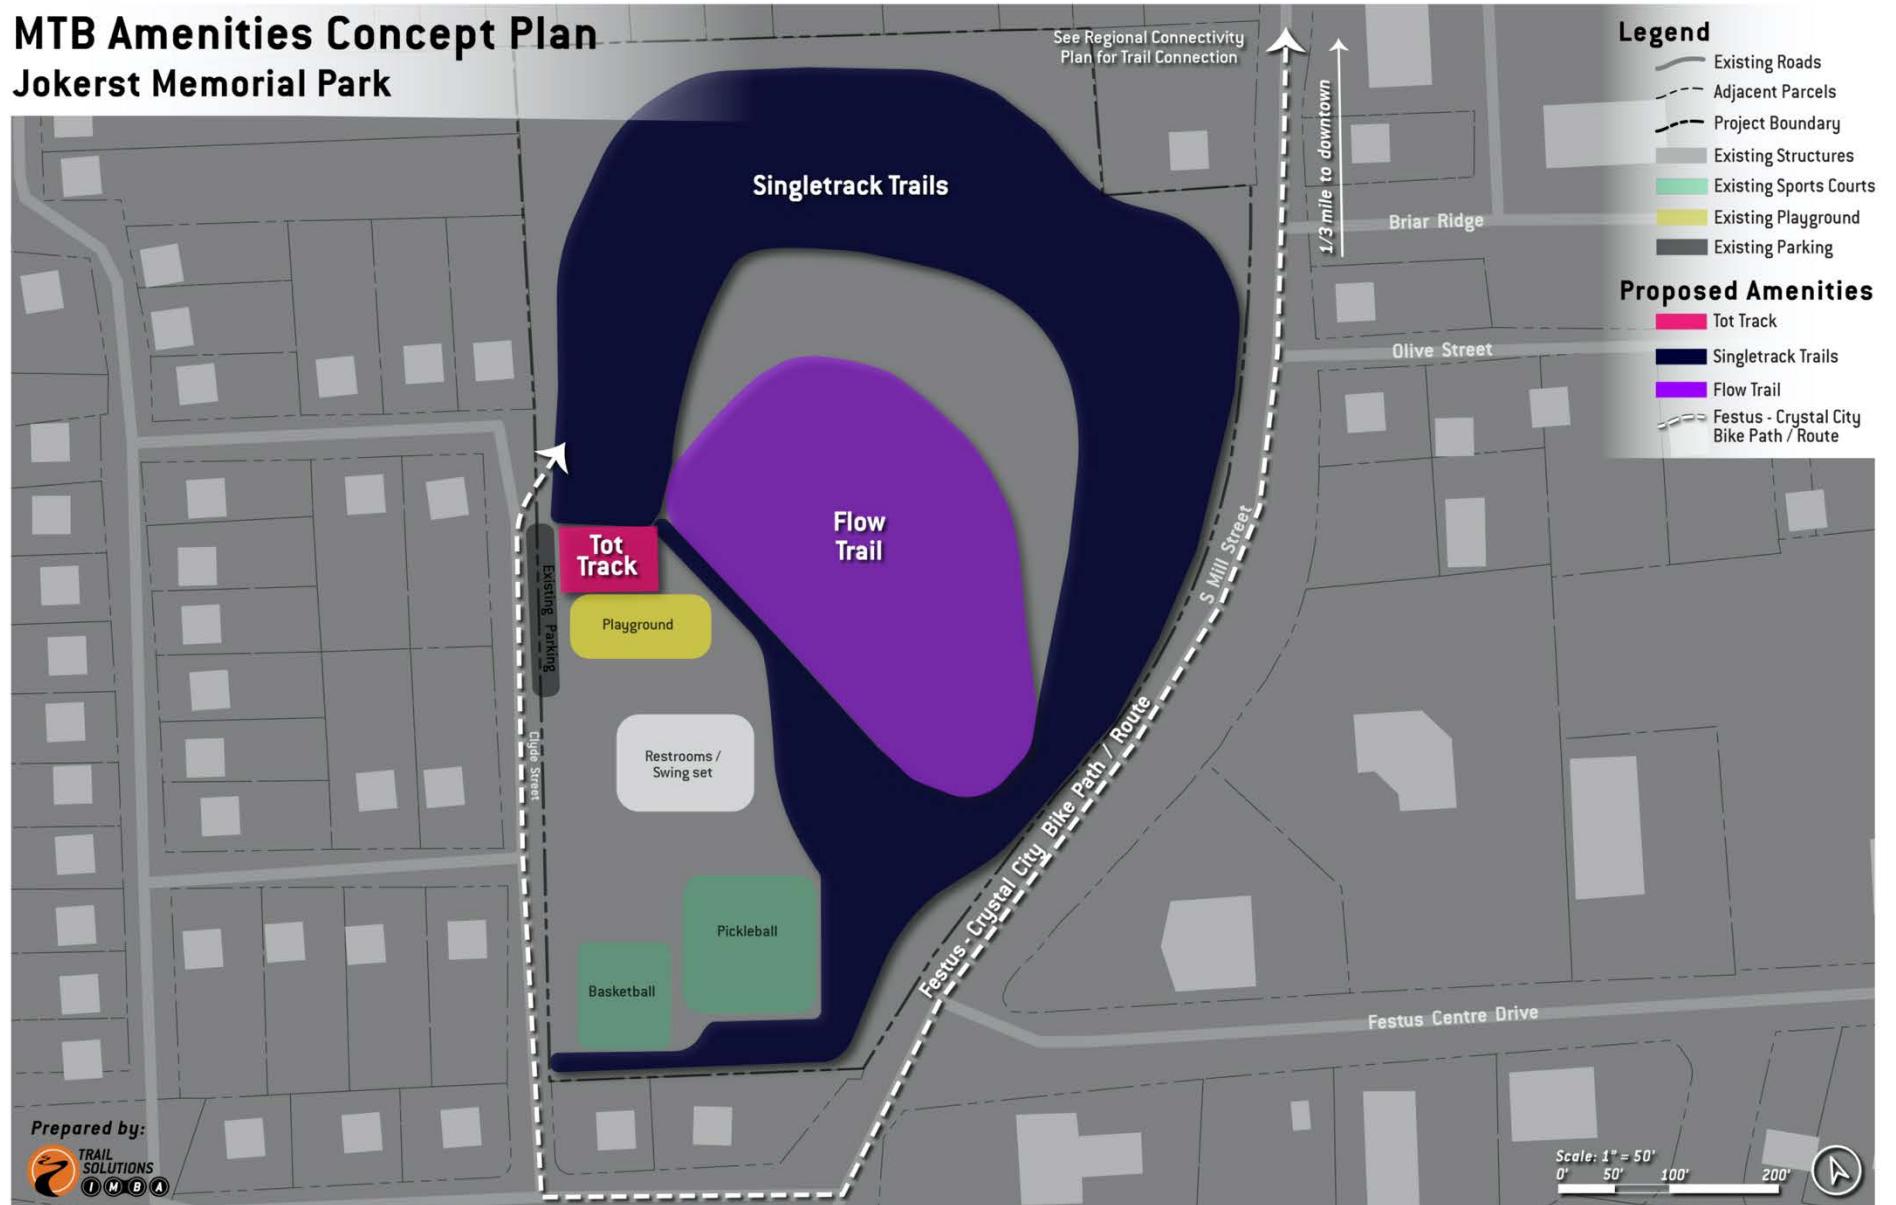 MTB Amenities Concept Plan
Jokerst Memorial Park
See Regional Connectivity
Plan for Trail Connection
1/3 mile to downtown
Legend
Existing Roads
Adjacent Parcels
Project Boundary
Existing Structures
Existing Sports Courts
Existing Playground
Existing Parking
Proposed Amenities
Tot Track
Singletrack Trails
Flow Trail
Festus - Crystal City
Bike Path / Route
Singletrack Trails
Briar Ridge
Olive Street
Flow
Trail
Tot
Track
Existing Parking
Playground
S Mill Street
Restrooms /
Swing set
Clyde Street
Festus - Crystal City Bike Path / Route
Pickleball
Basketball
Festus Centre Drive
Prepared by:
TRAIL
SOLUTIONS
IMBA
Scale: 1" = 50'
0' 50' 100' 200'